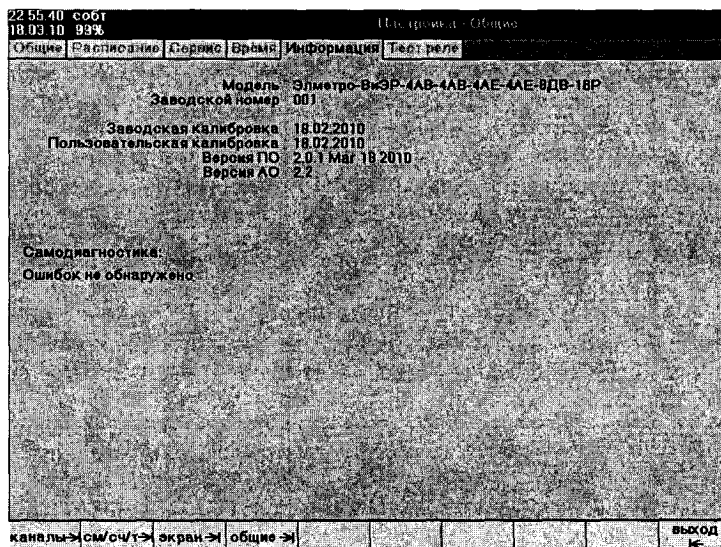 22:55:40 собт
18.03.10 99%
Настройка - Общие
Общие Расписание Сервис Время Информация Тест реле
Модель Элметро-ВиЭР-4АВ-4АВ-4АЕ-4АЕ-8ДВ-16Р
Заводской номер 001
Заводская калибровка 18.02.2010
Пользовательская калибровка 18.02.2010
Версия ПО 2.0.1 Mar 18 2010
Версия АО 2.2
Самодиагностика:
Ошибок не обнаружено
каналы→ см/сч/т→ экран→ общие→ выход